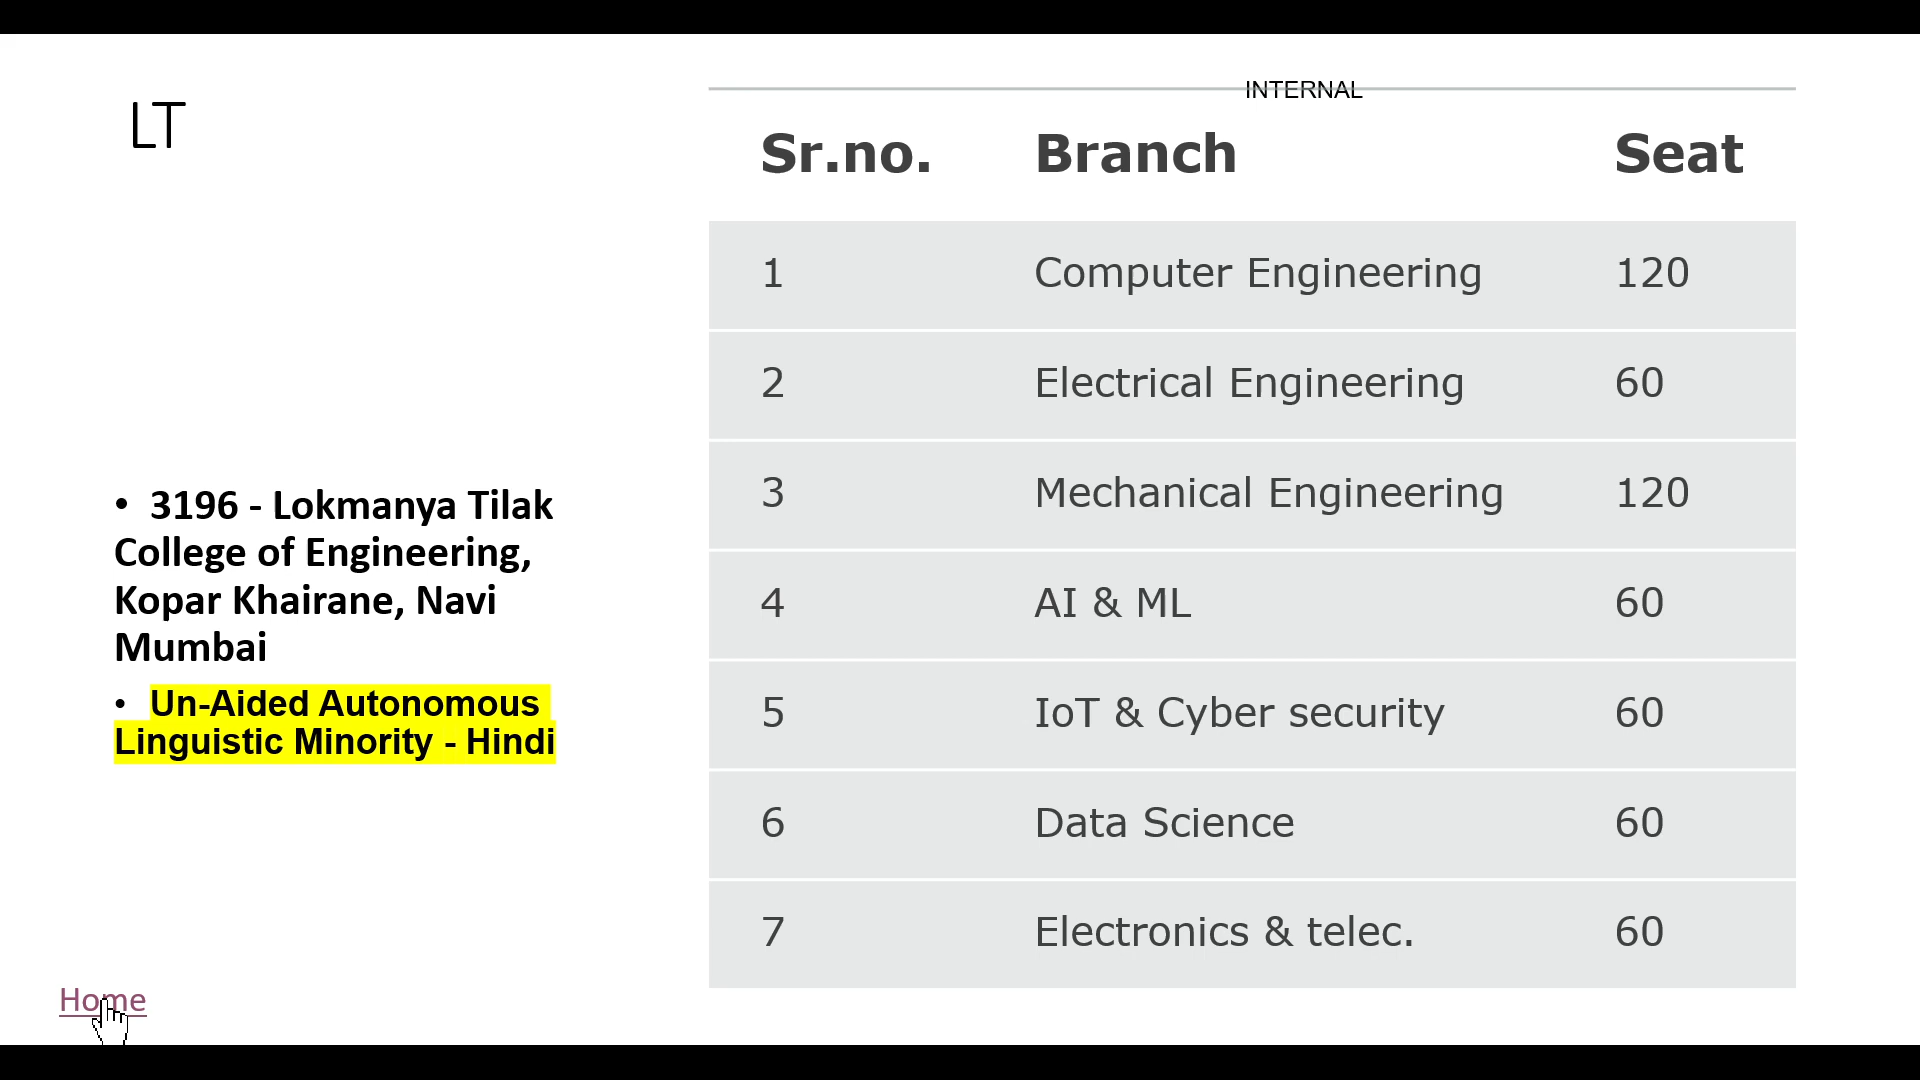 INTERNAL
LT
• 3196 - Lokmanya Tilak
College of Engineering,
Kopar Khairane, Navi
Mumbai
• Un-Aided Autonomous
Linguistic Minority - Hindi
Sr.no. Branch Seat
1 Computer Engineering 120
2 Electrical Engineering 60
3 Mechanical Engineering 120
4 AI & ML 60
5 IoT & Cyber security 60
6 Data Science 60
7 Electronics & telec. 60
Home